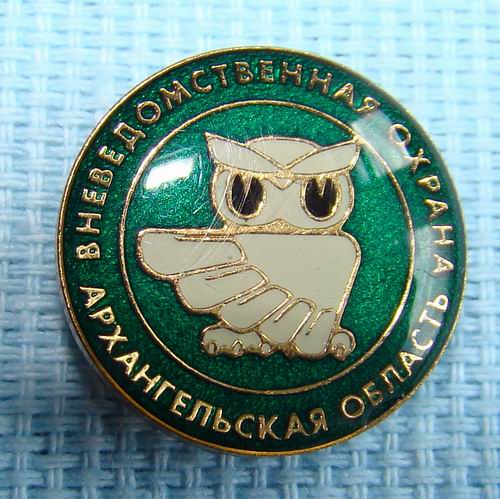 ВНЕВЕДОМСТВЕННАЯ ОХРАНА
АРХАНГЕЛЬСКАЯ ОБЛАСТЬ